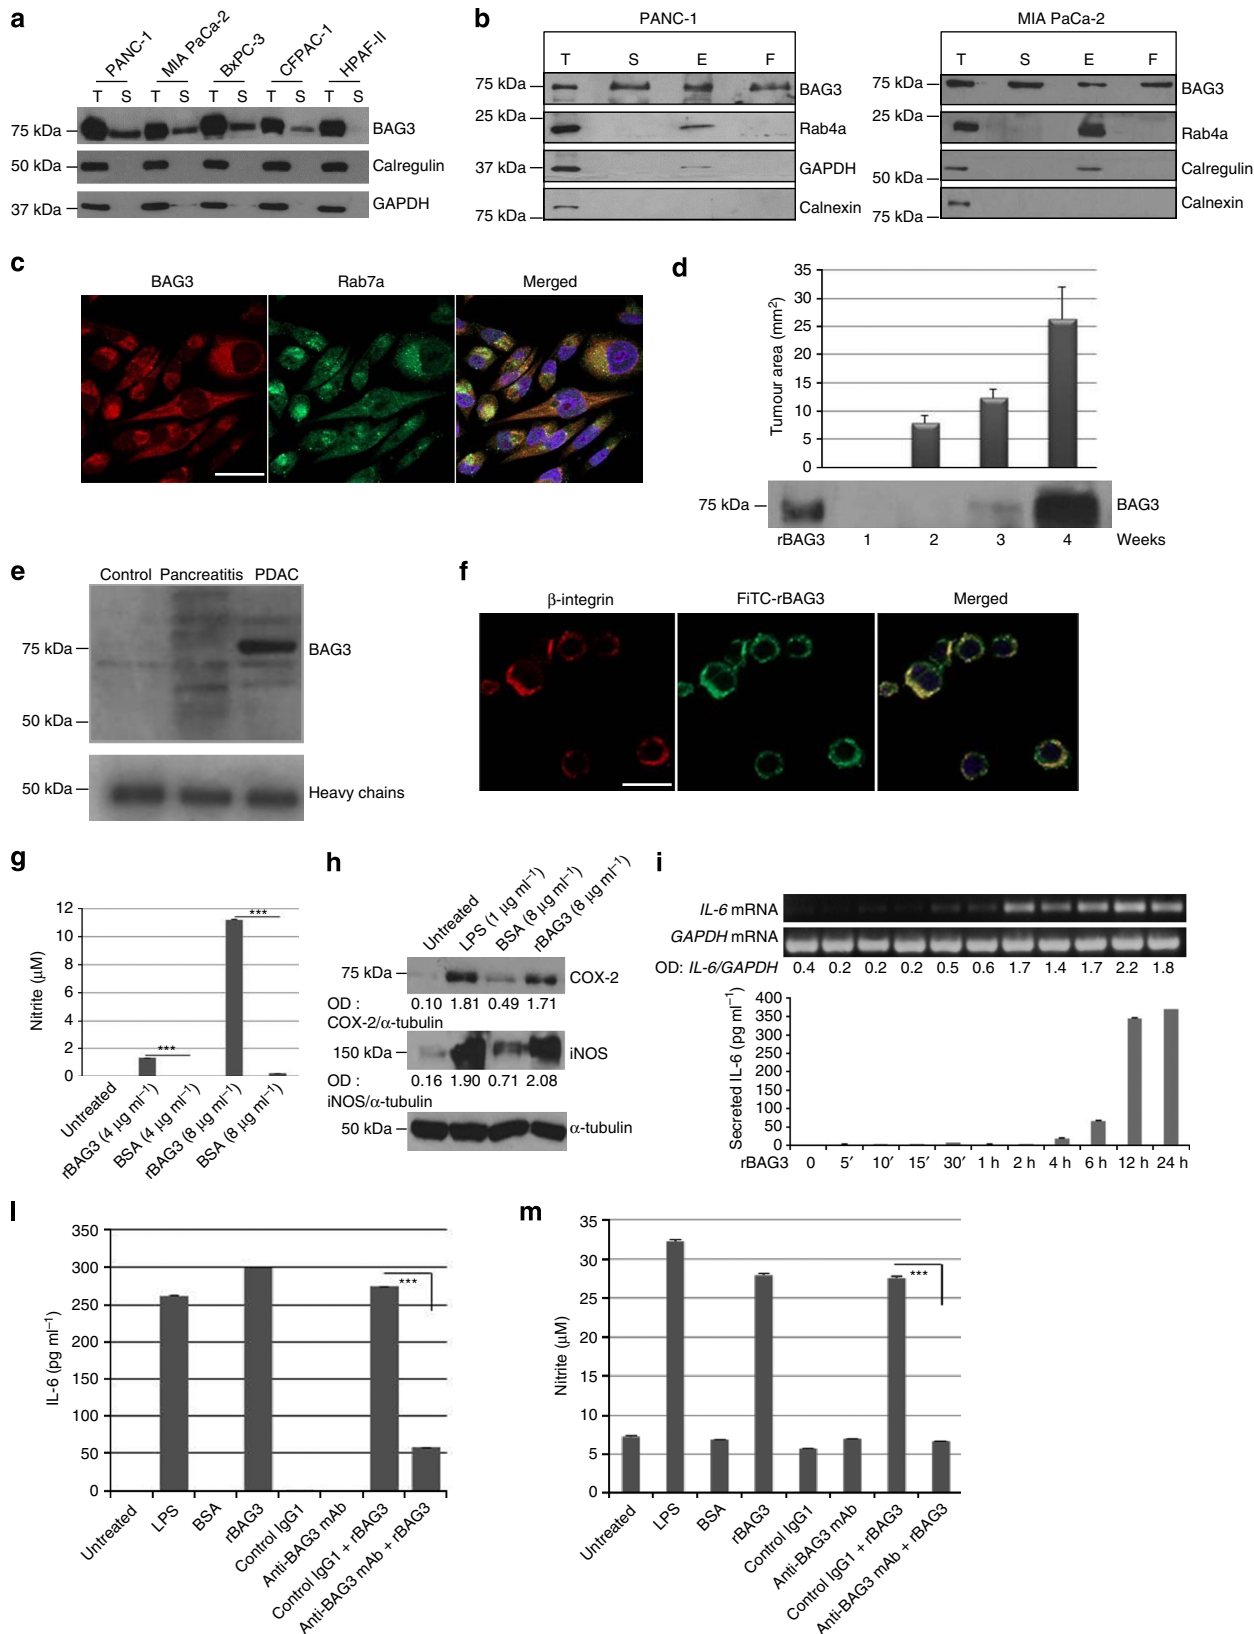 a
PANC-1 MIA PaCa-2 BxPC-3 CFPAC-1 HPAF-II
T S T S T S T S T S
75 kDa BAG3
50 kDa Calregulin
37 kDa GAPDH
b
PANC-1
T S E F
75 kDa BAG3
25 kDa Rab4a
37 kDa GAPDH
75 kDa Calnexin
MIA PaCa-2
T S E F
75 kDa BAG3
25 kDa Rab4a
50 kDa Calregulin
75 kDa Calnexin
c
BAG3 Rab7a Merged
d
Tumour area (mm²)
35
30
25
20
15
10
5
0
75 kDa BAG3
rBAG3 1 2 3 4 Weeks
e
Control Pancreatitis PDAC
75 kDa BAG3
50 kDa
50 kDa Heavy chains
f
β-integrin FiTC-rBAG3 Merged
g
Nitrite (μM)
12
10
8
6
4
2
0
***
***
Untreated
rBAG3 (4 μg ml⁻¹)
BSA (4 μg ml⁻¹)
rBAG3 (8 μg ml⁻¹)
BSA (8 μg ml⁻¹)
h
Untreated
LPS (1 μg ml⁻¹)
BSA (8 μg ml⁻¹)
rBAG3 (8 μg ml⁻¹)
75 kDa COX-2
OD : 0.10 1.81 0.49 1.71
COX-2/α-tubulin
150 kDa iNOS
OD : 0.16 1.90 0.71 2.08
iNOS/α-tubulin
50 kDa α-tubulin
i
IL-6 mRNA
GAPDH mRNA
OD: IL-6/GAPDH 0.4 0.2 0.2 0.2 0.5 0.6 1.7 1.4 1.7 2.2 1.8
Secreted IL-6 (pg ml⁻¹)
400
350
300
250
200
150
100
50
0
rBAG3 0 5′ 10′ 15′ 30′ 1 h 2 h 4 h 6 h 12 h 24 h
l
IL-6 (pg ml⁻¹)
350
300
250
200
150
100
50
0
***
Untreated
LPS
BSA
rBAG3
Control IgG1
Anti-BAG3 mAb
Control IgG1 + rBAG3
Anti-BAG3 mAb + rBAG3
m
Nitrite (μM)
35
30
25
20
15
10
5
0
***
Untreated
LPS
BSA
rBAG3
Control IgG1
Anti-BAG3 mAb
Control IgG1 + rBAG3
Anti-BAG3 mAb + rBAG3